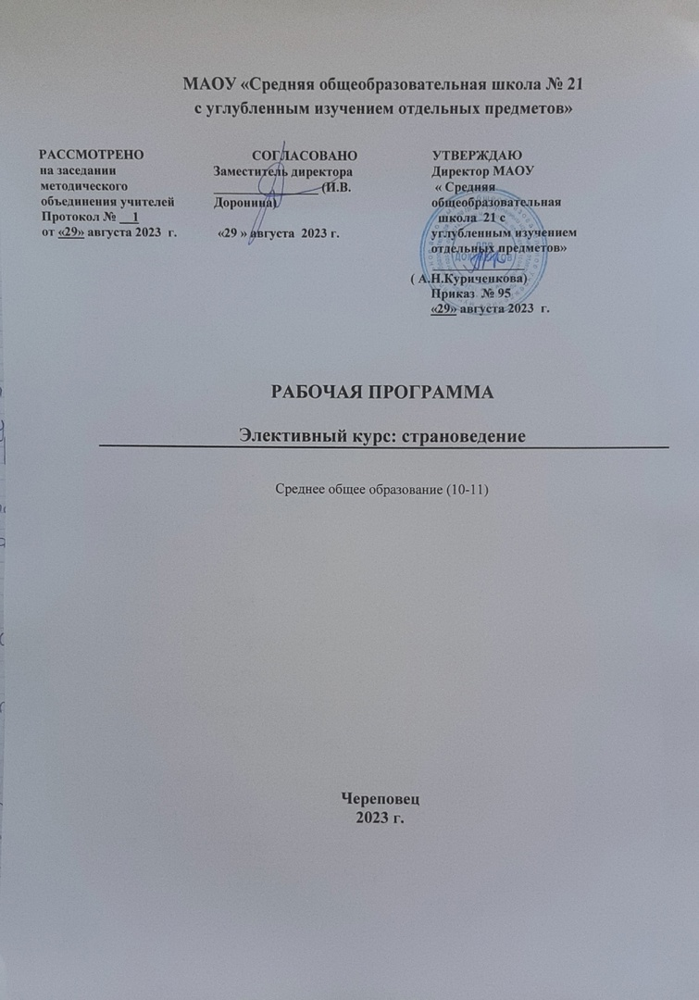 МАОУ «Средняя общеобразовательная школа № 21
с углубленным изучением отдельных предметов»
РАССМОТРЕНО
на заседании
методического
объединения учителей
Протокол № 1
от «29» августа 2023 г.
СОГЛАСОВАНО
Заместитель директора
(И.В.
Доронина)
«29 » августа 2023 г.
УТВЕРЖДАЮ
Директор МАОУ
« Средняя
общеобразовательная
школа 21 с
углубленным изучением
отдельных предметов»
( А.Н.Куриченкова)
Приказ № 95
«29» августа 2023 г.
РАБОЧАЯ ПРОГРАММА
Элективный курс: страноведение
Среднее общее образование (10-11)
Череповец
2023 г.